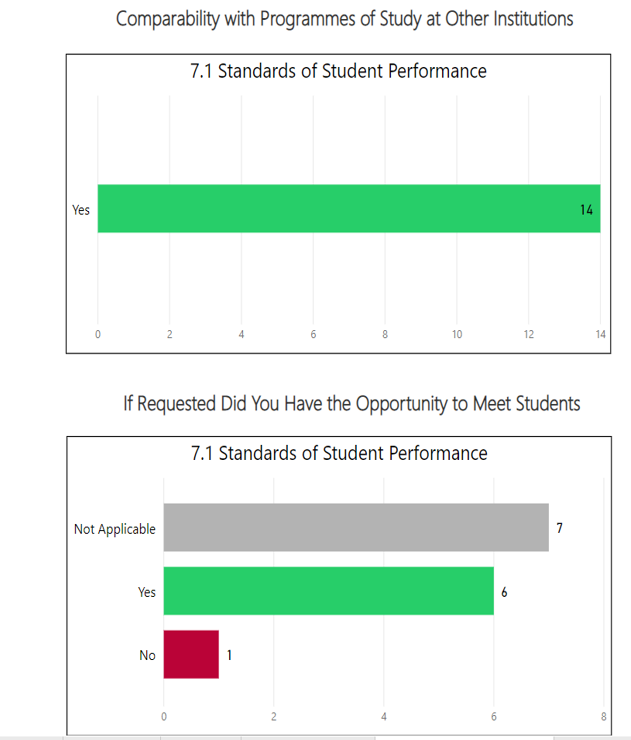 Comparability with Programmes of Study at Other Institutions
7.1 Standards of Student Performance
Yes
14
0 2 4 6 8 10 12 14
If Requested Did You Have the Opportunity to Meet Students
7.1 Standards of Student Performance
Not Applicable 7
Yes 6
No 1
0 2 4 6 8